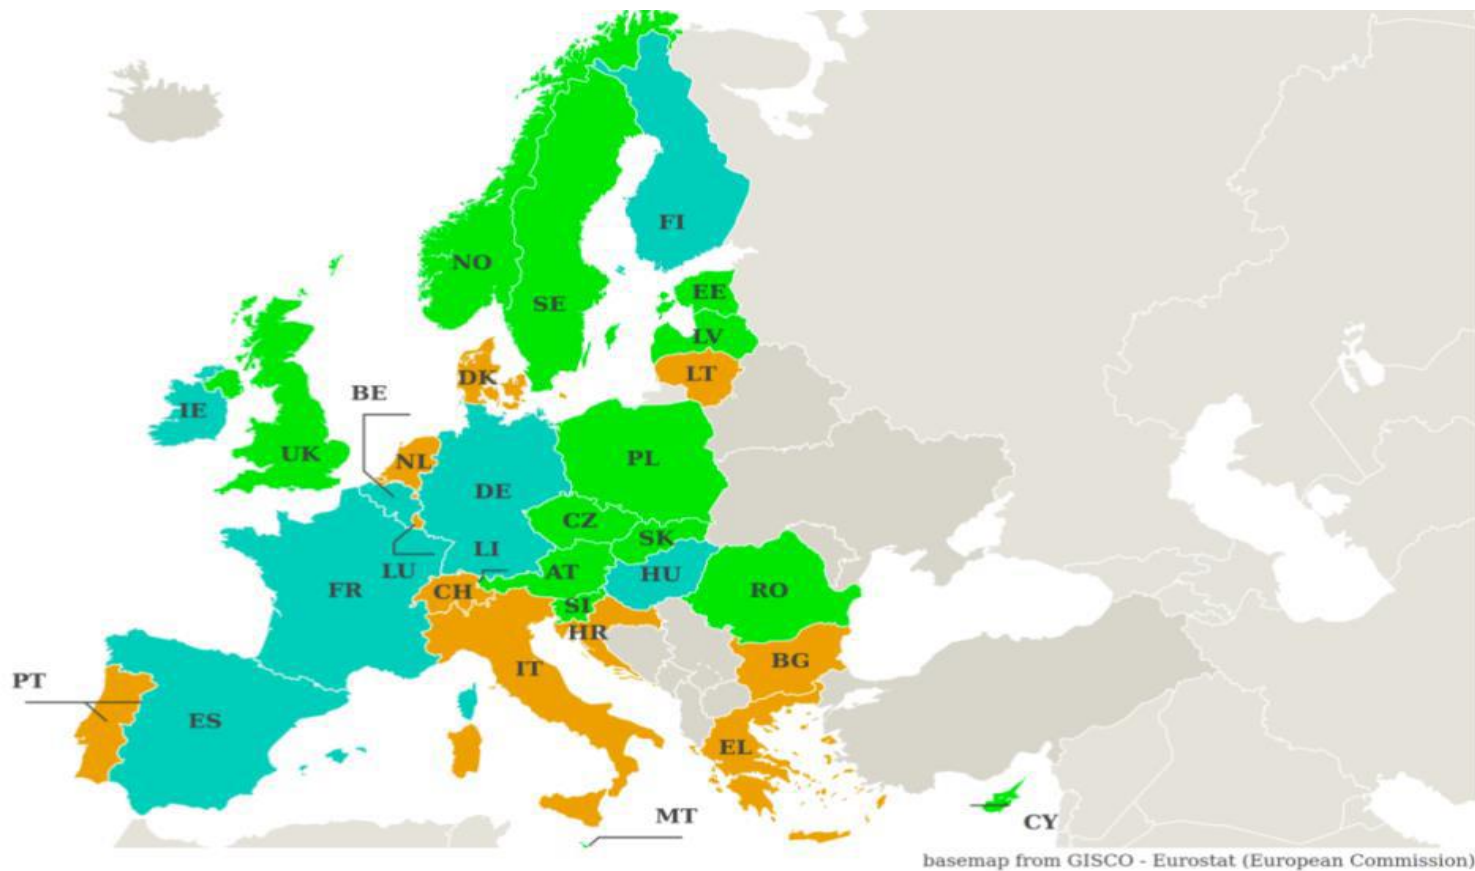 FI
NO
EE
SE
LV
LT
DK
BE
IE
UK
NL
PL
DE
CZ
SK
LI
LU
AT
HU
FR
CH
RO
SI
HR
BG
IT
PT
ES
EL
MT
CY
basemap from GISCO - Eurostat (European Commission)